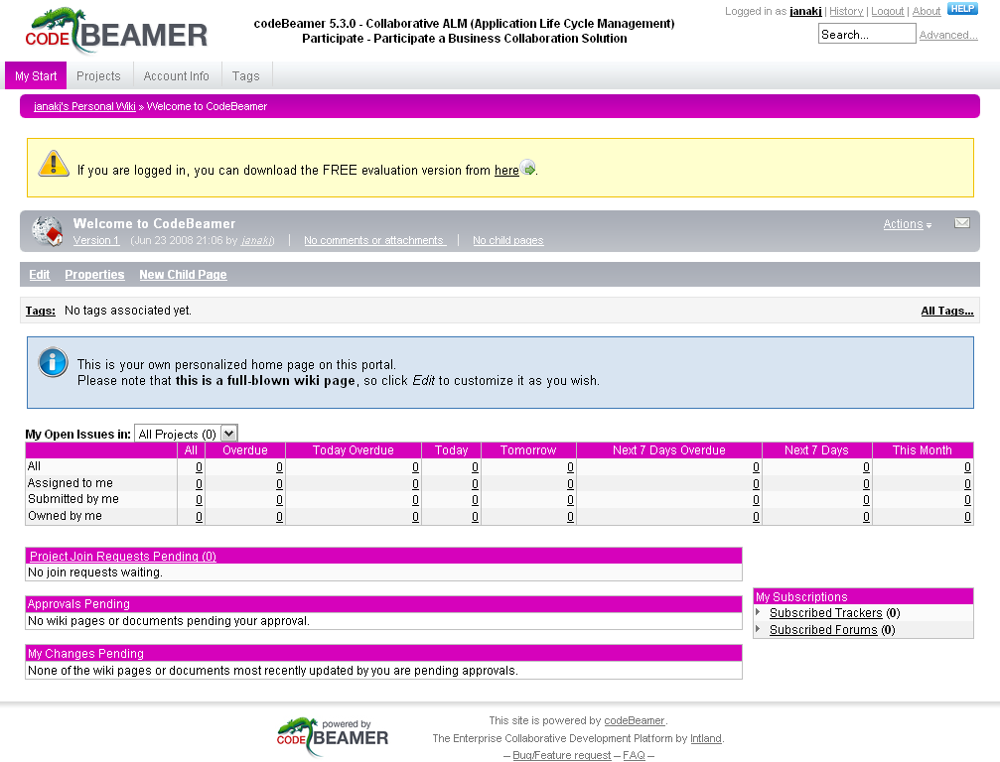 CODEBEAMER
codeBeamer 5.3.0 - Collaborative ALM (Application Life Cycle Management)
Participate - Participate a Business Collaboration Solution
Logged in as janakj | History | Logout | About HELP
Search... Advanced...
My Start Projects Account Info Tags
janakj's Personal Wiki » Welcome to CodeBeamer
If you are logged in, you can download the FREE evaluation version from here.
Welcome to CodeBeamer Actions
Version 1 (Jun 23 2008 21:06 by janakj) | No comments or attachments | No child pages
Edit Properties New Child Page
Tags: No tags associated yet. All Tags...
This is your own personalized home page on this portal.
Please note that this is a full-blown wiki page, so click Edit to customize it as you wish.
My Open Issues in: All Projects (0)
All Overdue Today Overdue Today Tomorrow Next 7 Days Overdue Next 7 Days This Month
All 0 0 0 0 0 0 0 0
Assigned to me 0 0 0 0 0 0 0 0
Submitted by me 0 0 0 0 0 0 0 0
Owned by me 0 0 0 0 0 0 0 0
Project Join Requests Pending (0)
No join requests waiting.
Approvals Pending
No wiki pages or documents pending your approval.
My Changes Pending
None of the wiki pages or documents most recently updated by you are pending approvals.
My Subscriptions
Subscribed Trackers (0)
Subscribed Forums (0)
powered by
CODEBEAMER
This site is powered by codeBeamer.
The Enterprise Collaborative Development Platform by Intland.
– Bug/Feature request – FAQ –